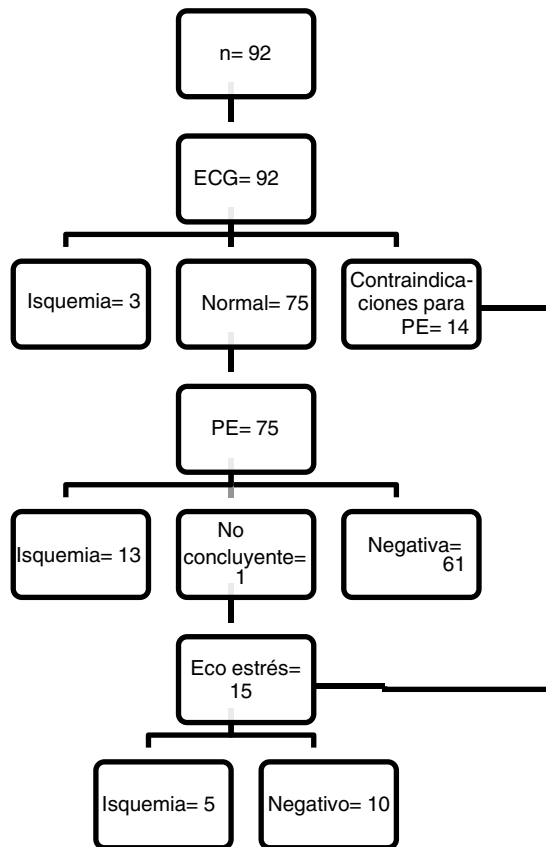 n= 92
ECG= 92
Isquemia= 3
Normal= 75
Contraindica-
ciones para
PE= 14
PE= 75
Isquemia= 13
No
concluyente=
1
Negativa=
61
Eco estrés=
15
Isquemia= 5
Negativo= 10